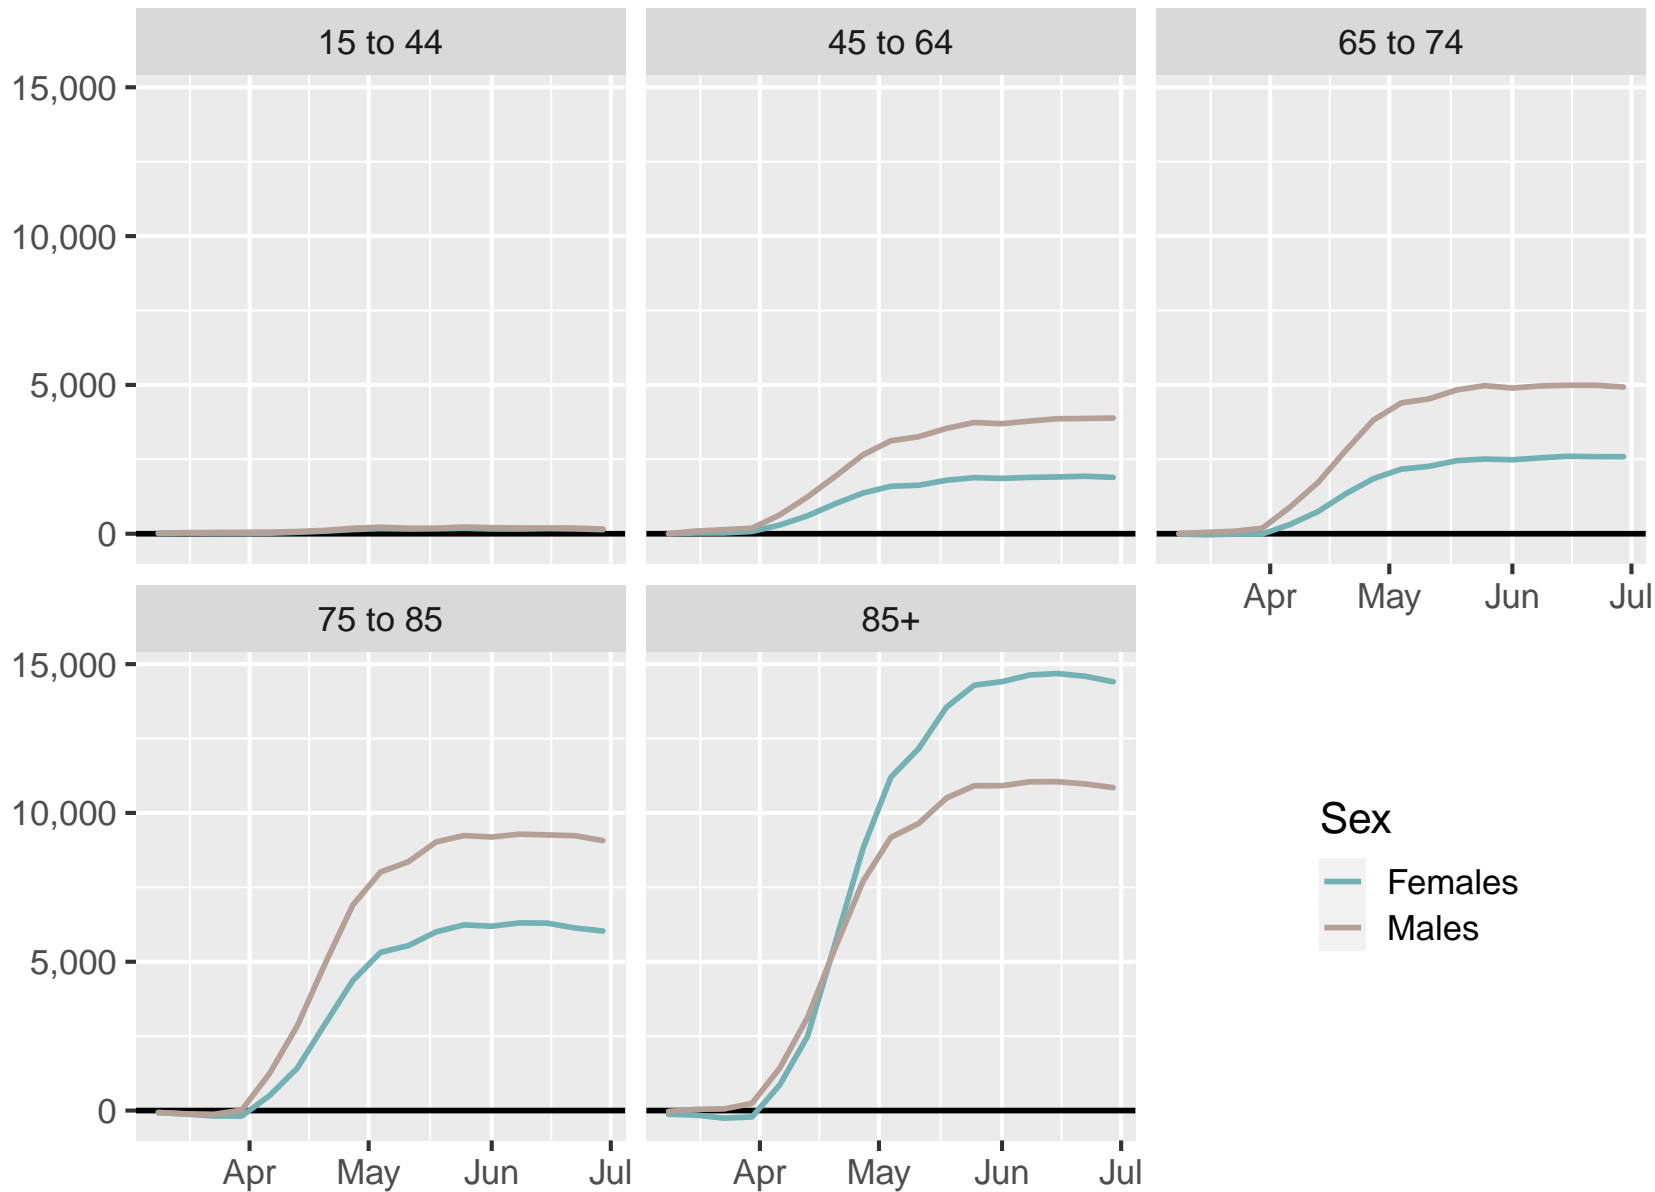 15 to 44
45 to 64
65 to 74
15,000
10,000
5,000
0
Apr May Jun Jul
75 to 85
85+
15,000
10,000
5,000
0
Apr May Jun Jul
Apr May Jun Jul
Sex
Females
Males